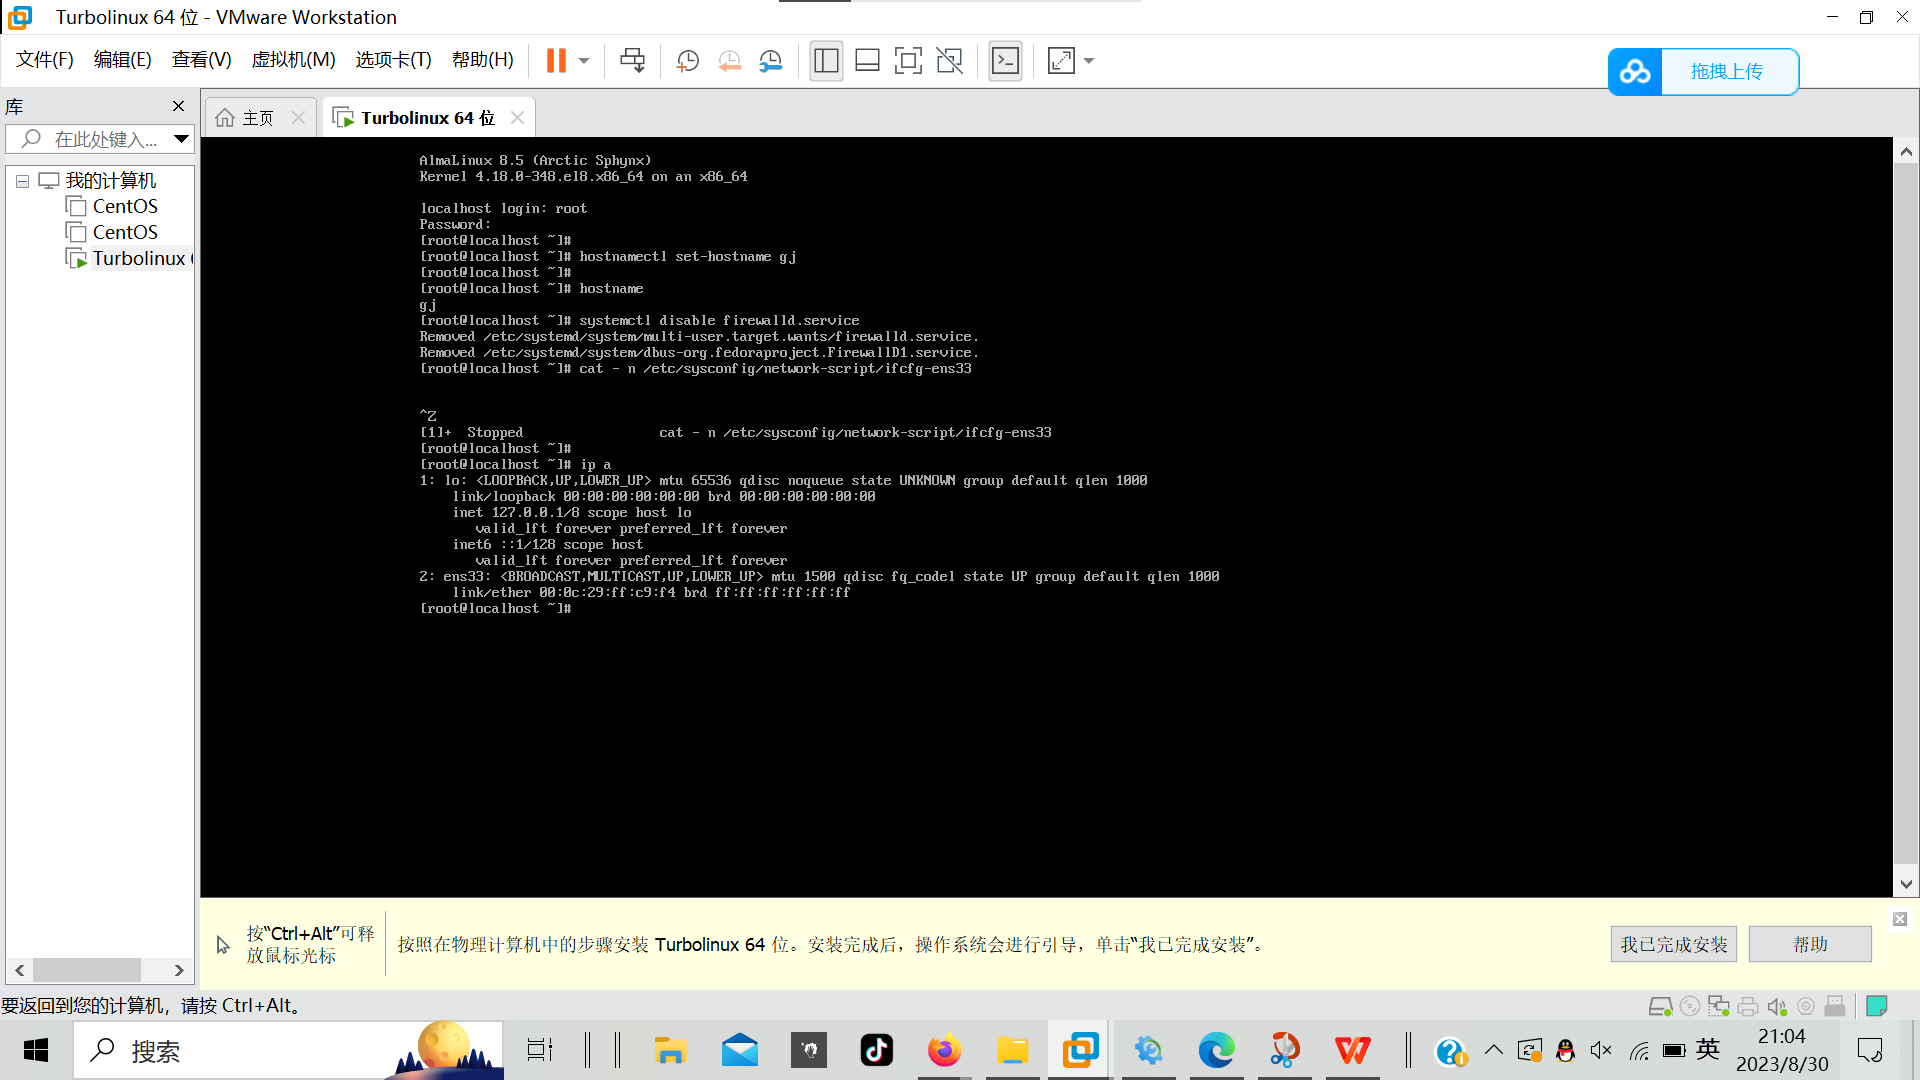 Turbolinux 64 位 - VMware Workstation
文件(F) 编辑(E) 查看(V) 虚拟机(M) 选项卡(T) 帮助(H)
拖拽上传
库
主页
Turbolinux 64 位
在此处键入...
我的计算机
CentOS
CentOS
Turbolinux 6
AlmaLinux 8.5 (Arctic Sphynx)
Kernel 4.18.0-348.el8.x86_64 on an x86_64
localhost login: root
Password:
[root@localhost ~]#
[root@localhost ~]# hostnamectl set-hostname gj
[root@localhost ~]#
[root@localhost ~]# hostname
gj
[root@localhost ~]# systemctl disable firewalld.service
Removed /etc/systemd/system/multi-user.target.wants/firewalld.service.
Removed /etc/systemd/system/dbus-org.fedoraproject.FirewallD1.service.
[root@localhost ~]# cat - n /etc/sysconfig/network-script/ifcfg-ens33
^Z
[1]+  Stopped                 cat - n /etc/sysconfig/network-script/ifcfg-ens33
[root@localhost ~]#
[root@localhost ~]# ip a
1: lo: <LOOPBACK,UP,LOWER_UP> mtu 65536 qdisc noqueue state UNKNOWN group default qlen 1000
    link/loopback 00:00:00:00:00:00 brd 00:00:00:00:00:00
    inet 127.0.0.1/8 scope host lo
       valid_lft forever preferred_lft forever
    inet6 ::1/128 scope host
       valid_lft forever preferred_lft forever
2: ens33: <BROADCAST,MULTICAST,UP,LOWER_UP> mtu 1500 qdisc fq_codel state UP group default qlen 1000
    link/ether 00:0c:29:ff:c9:f4 brd ff:ff:ff:ff:ff:ff
[root@localhost ~]#
按“Ctrl+Alt”可释
放鼠标光标
按照在物理计算机中的步骤安装 Turbolinux 64 位。安装完成后，操作系统会进行引导，单击“我已完成安装”。
我已完成安装
帮助
要返回到您的计算机，请按 Ctrl+Alt。
搜索
英
21:04
2023/8/30